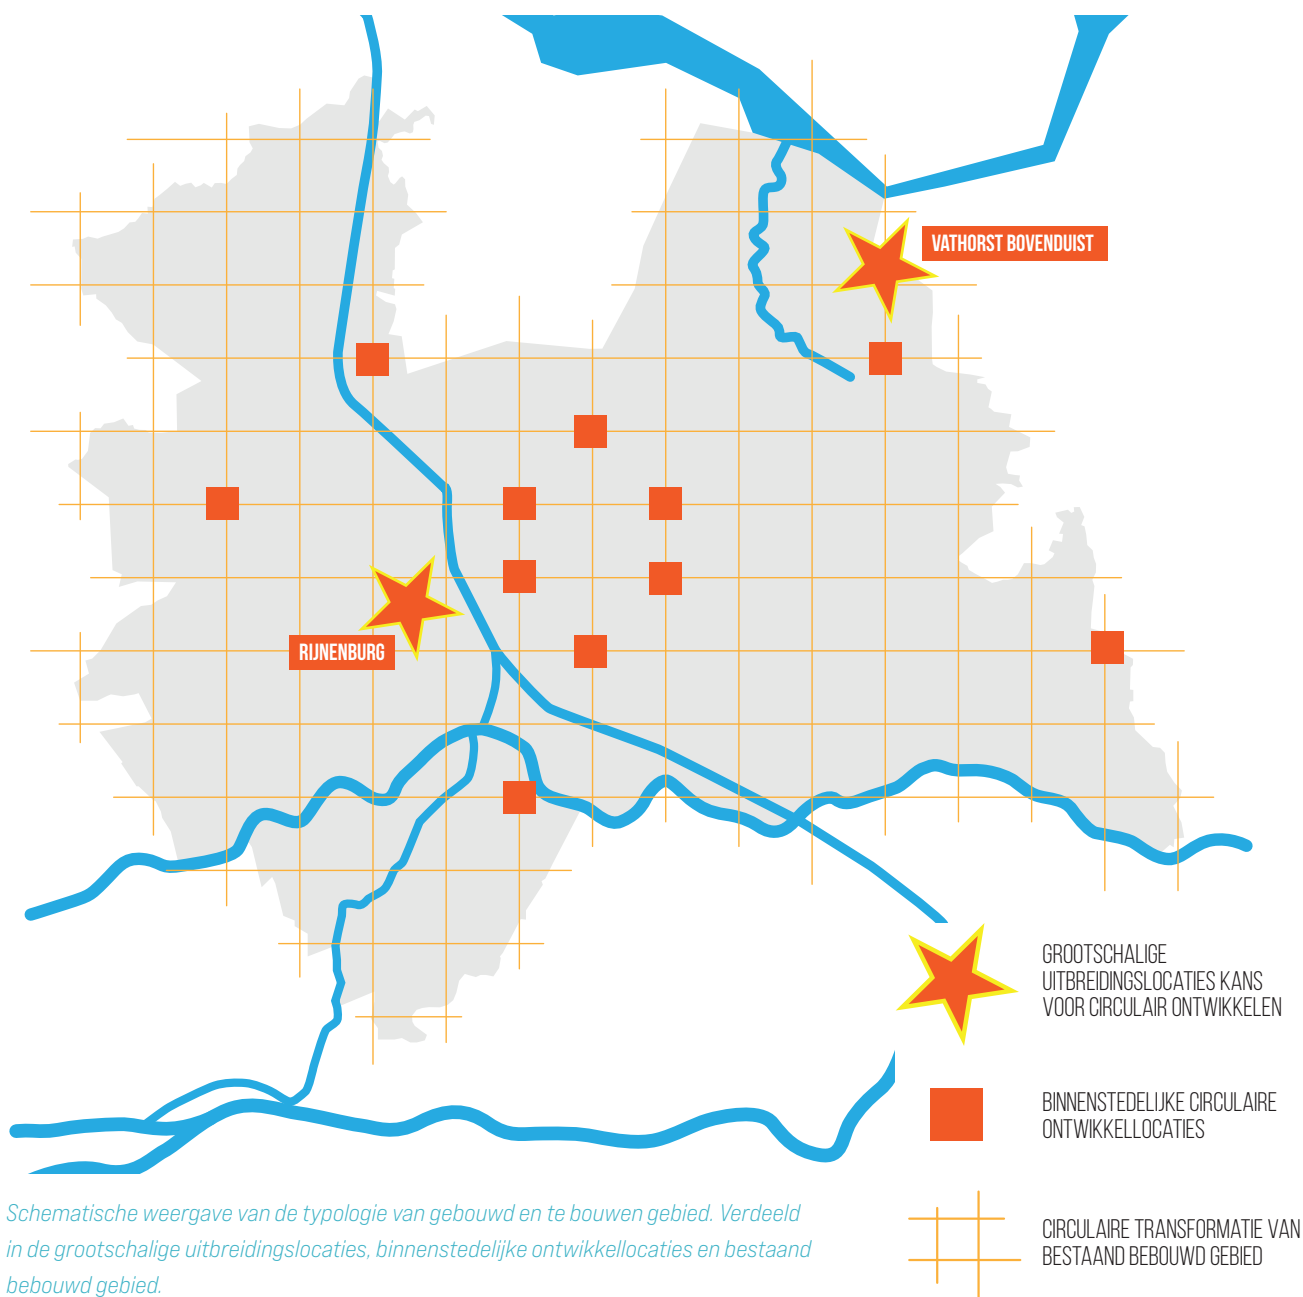 VATHORST BOVENDUIST
RIJNENBURG
GROOTSCHALIGE
UITBREIDINGSLOCATIES KANS
VOOR CIRCULAIR ONTWIKKELEN
BINNENSTEDELIJKE CIRCULAIRE
ONTWIKKELLOCATIES
CIRCULAIRE TRANSFORMATIE VAN
BESTAAND BEBOUWD GEBIED
Schematische weergave van de typologie van gebouwd en te bouwen gebied. Verdeeld
in de grootschalige uitbreidingslocaties, binnenstedelijke ontwikkellocaties en bestaand
bebouwd gebied.